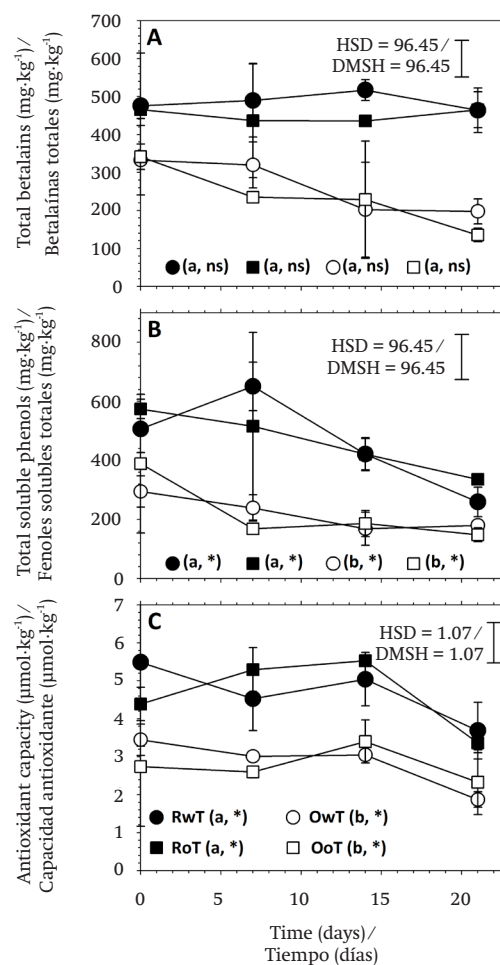 Total betalains (mg·kg⁻¹)/
Betalaínas totales (mg·kg⁻¹)
700
600
500
400
300
200
100
0
A
HSD = 96.45/
DMSH = 96.45
(a, ns) (a, ns) (a, ns) (a, ns)
Total soluble phenols (mg·kg⁻¹)/
Fenoles solubles totales (mg·kg⁻¹)
800
600
400
200
0
B
HSD = 96.45/
DMSH = 96.45
(a, *) (a, *) (b, *) (b, *)
Antioxidant capacity (µmol·kg⁻¹)/
Capacidad antioxidante (µmol·kg⁻¹)
7
6
5
4
3
2
1
0
C
HSD = 1.07/
DMSH = 1.07
RwT (a, *) OwT (b, *)
RoT (a, *) OoT (b, *)
0 5 10 15 20
Time (days)/
Tiempo (días)